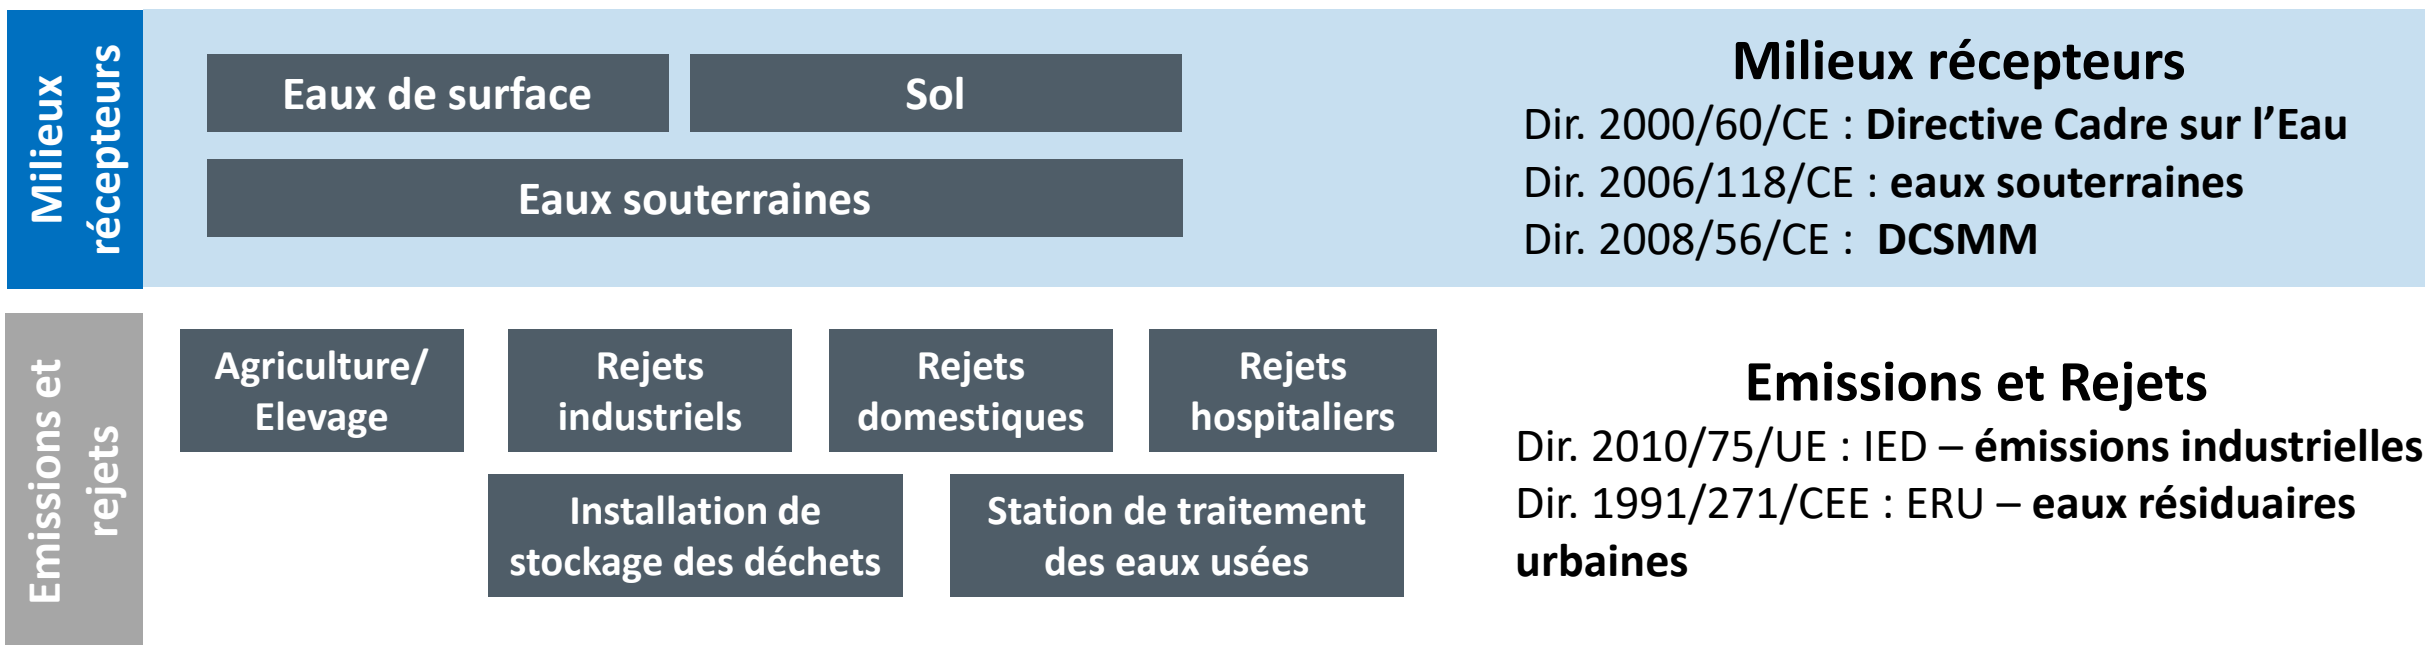 Milieux
récepteurs
Eaux de surface
Sol
Eaux souterraines
Milieux récepteurs
Dir. 2000/60/CE : Directive Cadre sur l’Eau
Dir. 2006/118/CE : eaux souterraines
Dir. 2008/56/CE : DCSMM
Emissions et
rejets
Agriculture/
Elevage
Rejets
industriels
Rejets
domestiques
Rejets
hospitaliers
Installation de
stockage des déchets
Station de traitement
des eaux usées
Emissions et Rejets
Dir. 2010/75/UE : IED – émissions industrielles
Dir. 1991/271/CEE : ERU – eaux résiduaires
urbaines